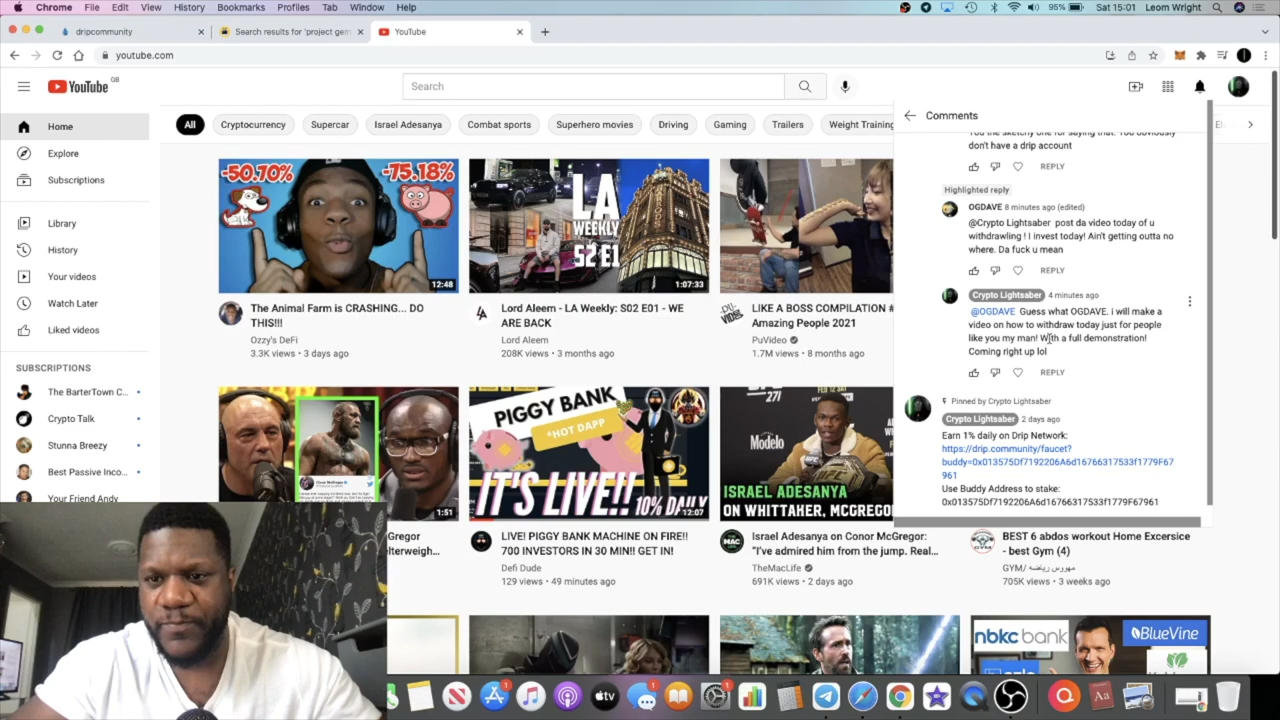 Chrome File Edit View History Bookmarks Profiles Tab Window Help 95% Sat 15:01 Leom Wright
dripcommunity Search results for 'project gem YouTube
youtube.com
YouTube GB
Search
Comments
All Cryptocurrency Supercar Israel Adesanya Combat sports Superhero movies Driving Gaming Trailers Weight Training
Home
Explore
Subscriptions
Library
History
Your videos
Watch Later
Liked videos
SUBSCRIPTIONS
The BarterTown C...
Crypto Talk
Stunna Breezy
Best Passive Inco...
Your Friend Andy
-50.70% -75.18%
12:48
The Animal Farm is CRASHING... DO
THIS!!!
Ozzy's DeFi
3.3K views • 3 days ago
LA
WEEKLY
S2 E1
1:07:33
Lord Aleem - LA Weekly: S02 E01 - WE
ARE BACK
Lord Aleem
208K views • 3 months ago
LIKE A BOSS COMPILATION #
Amazing People 2021
PuVideo
1.7M views • 8 months ago
1:51
Gregor
elterweigh...
PIGGY BANK
*HOT DAPP
IT'S LIVE!! 10% DAILY
12:07
LIVE! PIGGY BANK MACHINE ON FIRE!!
700 INVESTORS IN 30 MIN!! GET IN!
Defi Dude
129 views • 49 minutes ago
271 FEB 12 SAT
Modelo
ISRAEL ADESANYA
ON WHITTAKER, MCGREGO
MAC
Israel Adesanya on Conor McGregor:
"I've admired him from the jump. Real...
TheMacLife
691K views • 2 days ago
GYM
BEST 6 abdos workout Home Excersice
- best Gym (4)
GYM/ مهووس رياضه
705K views • 3 weeks ago
nbkc bank BlueVine
You the sketchy one for saying that. You obviously
don't have a drip account
REPLY
Highlighted reply
OGDAVE 8 minutes ago (edited)
@Crypto Lightsaber post da video today of u
withdrawling ! I invest today! Ain't getting outta no
where. Da fuck u mean
REPLY
Crypto Lightsaber 4 minutes ago
@OGDAVE Guess what OGDAVE. i will make a
video on how to withdraw today just for people
like you my man! With a full demonstration!
Coming right up lol
REPLY
Pinned by Crypto Lightsaber
Crypto Lightsaber 2 days ago
Earn 1% daily on Drip Network:
https://drip.community/faucet?
buddy=0x013575Df7192206A6d16766317533f1779F67
961
Use Buddy Address to stake:
0x013575Df7192206A6d16766317533f1779F67961